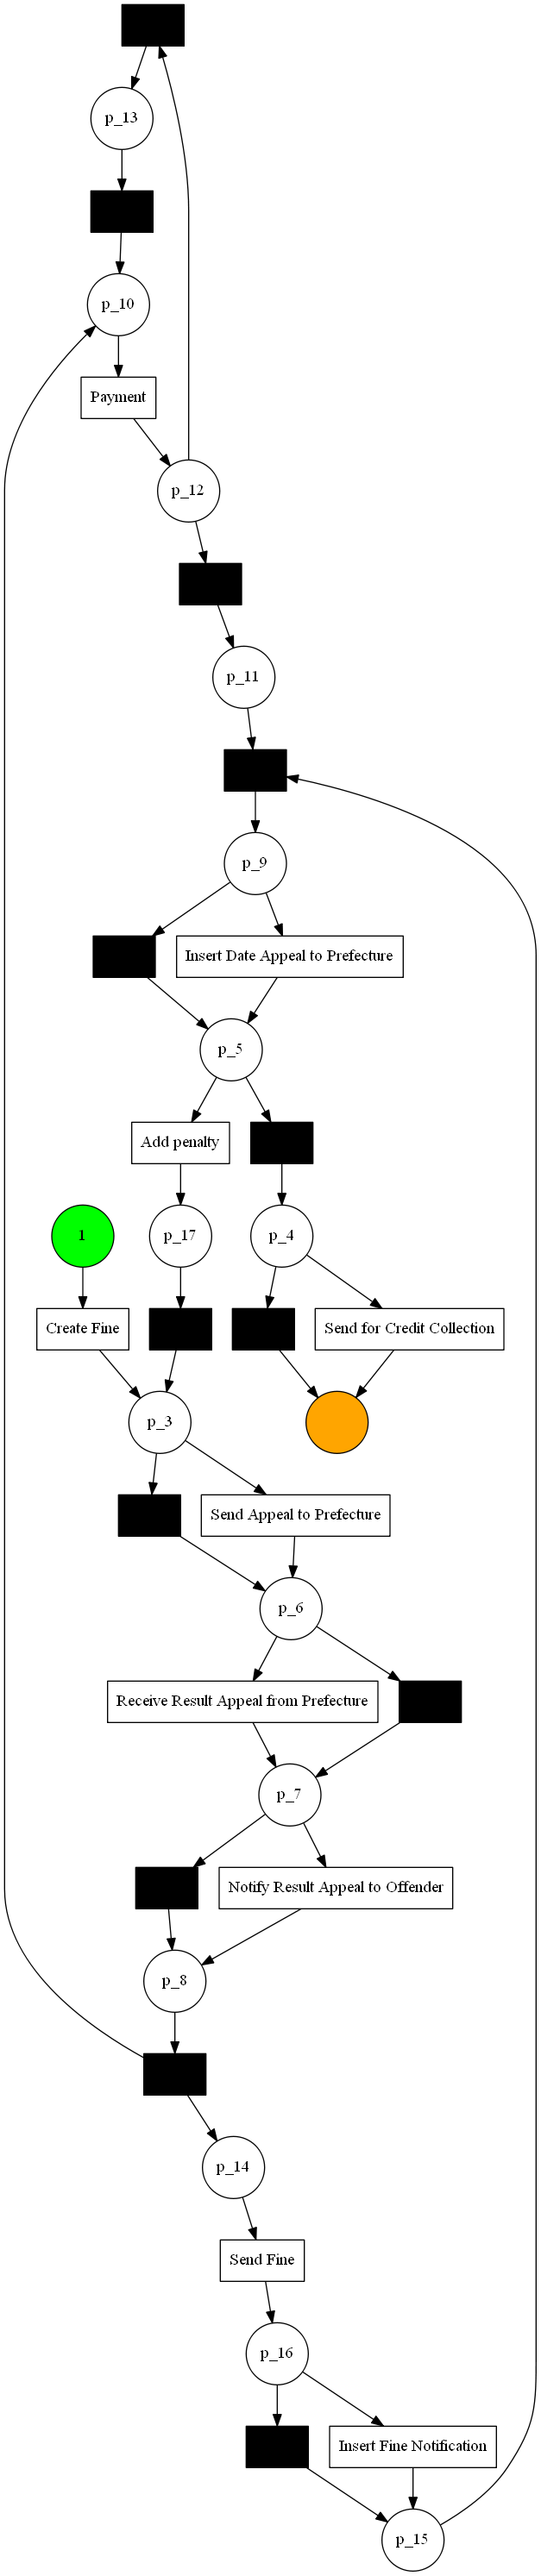 p_13
p_10
Payment
p_12
p_11
p_9
Insert Date Appeal to Prefecture
p_5
Add penalty
1
p_17
p_4
Create Fine
Send for Credit Collection
p_3
Send Appeal to Prefecture
p_6
Receive Result Appeal from Prefecture
p_7
Notify Result Appeal to Offender
p_8
p_14
Send Fine
p_16
Insert Fine Notification
p_15